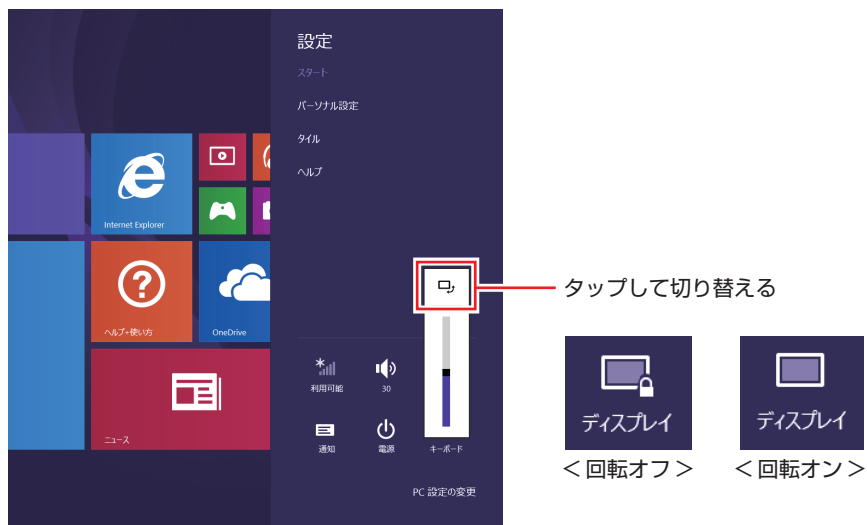 設定
スタート
パーソナル設定
タイル
ヘルプ
Internet Explorer
ヘルプ+使い方
OneDrive
ニュース
利用可能
30
通知
電源
キーボード
PC 設定の変更
タップして切り替える
ディスプレイ
ディスプレイ
<回転オフ>
<回転オン>